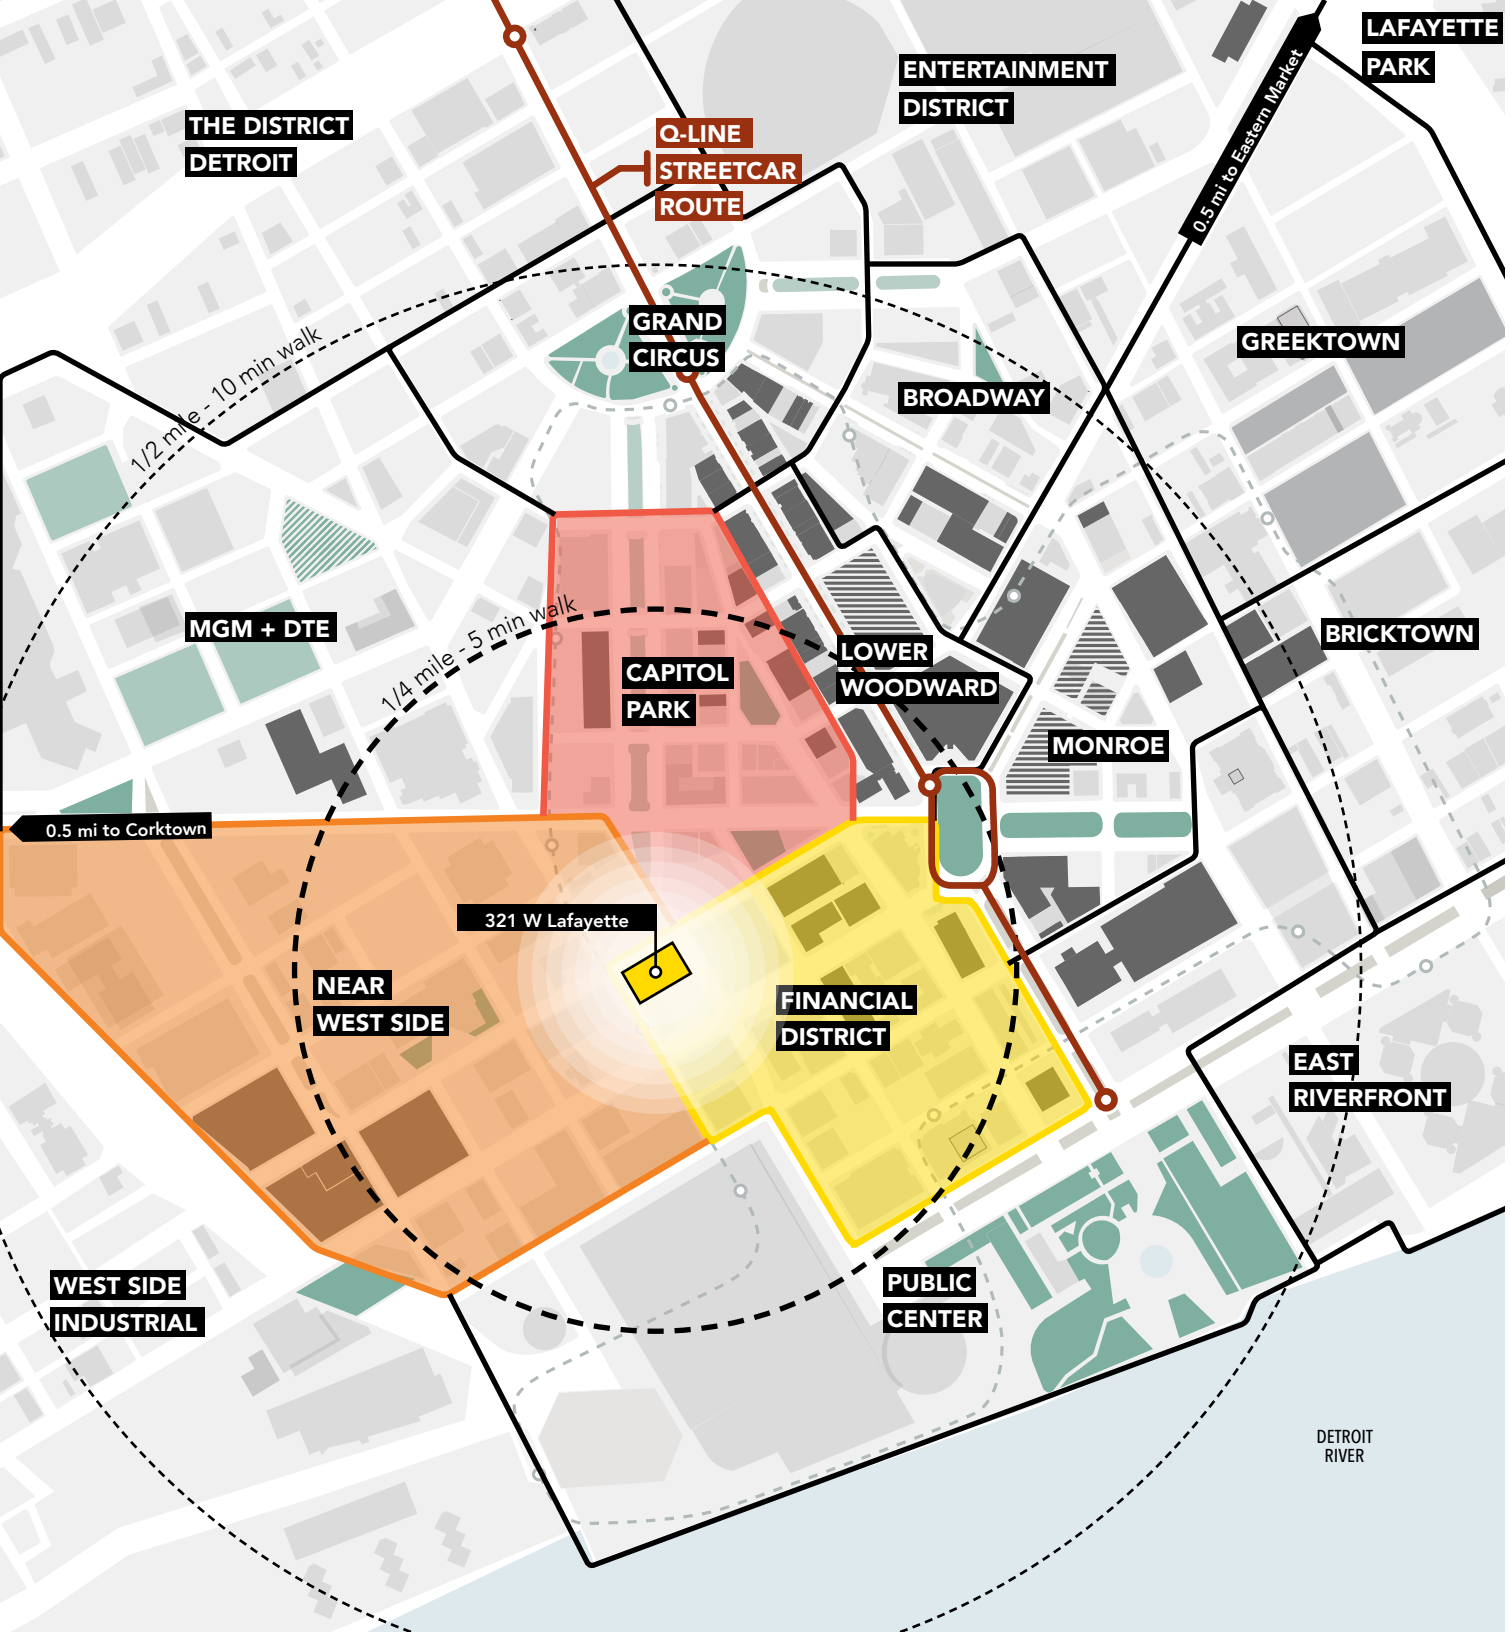 LAFAYETTE
PARK
ENTERTAINMENT
DISTRICT
THE DISTRICT
DETROIT
Q-LINE
STREETCAR
ROUTE
0.5 mi to Eastern Market
GRAND
CIRCUS
GREEKTOWN
BROADWAY
1/2 mile - 10 min walk
MGM + DTE
1/4 mile - 5 min walk
CAPITOL
PARK
LOWER
WOODWARD
BRICKTOWN
MONROE
0.5 mi to Corktown
321 W Lafayette
NEAR
WEST SIDE
FINANCIAL
DISTRICT
EAST
RIVERFRONT
WEST SIDE
INDUSTRIAL
PUBLIC
CENTER
DETROIT
RIVER